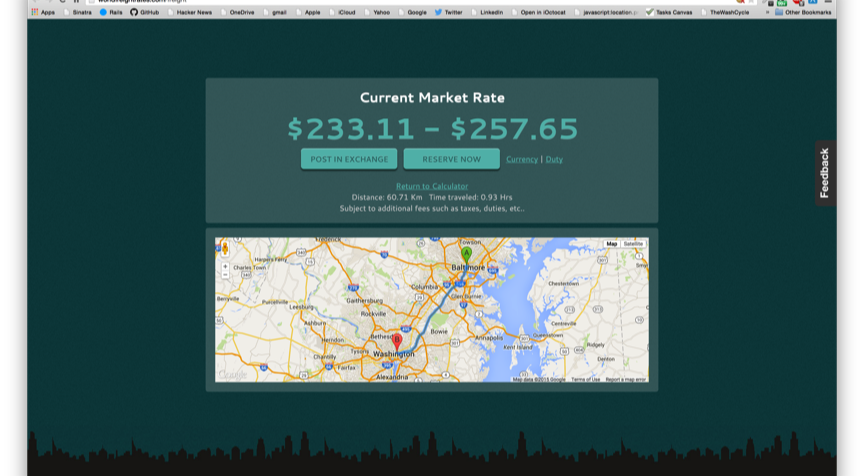 Apps Sinatra Rails GitHub Hacker News OneDrive gmail Apple iCloud Yahoo Google Twitter LinkedIn Open in iOctocat javascript:location.p Tasks Canvas TheWashCycle » Other Bookmarks
Current Market Rate
$233.11 – $257.65
POST IN EXCHANGE RESERVE NOW Currency | Duty
Return to Calculator
Distance: 60.71 Km Time traveled: 0.93 Hrs
Subject to additional fees such as taxes, duties, etc..
Feedback
Map Satellite
Frederick
Towson
A
Harpers Ferry
Charles Town
Baltimore
Columbia
Chestertown
Glen Burnie
Berryville
Purcellville
Leesburg
Gaithersburg
Rockville
Ashburn
Bowie
Centreville
Herndon
Bethesda
B
Annapolis
Queenstown
Kent Island
Ridgely
Chantilly
Tysons
Washington
Denton
Fairfax
Alexandria
Google
Map data ©2015 Google Terms of Use Report a map error